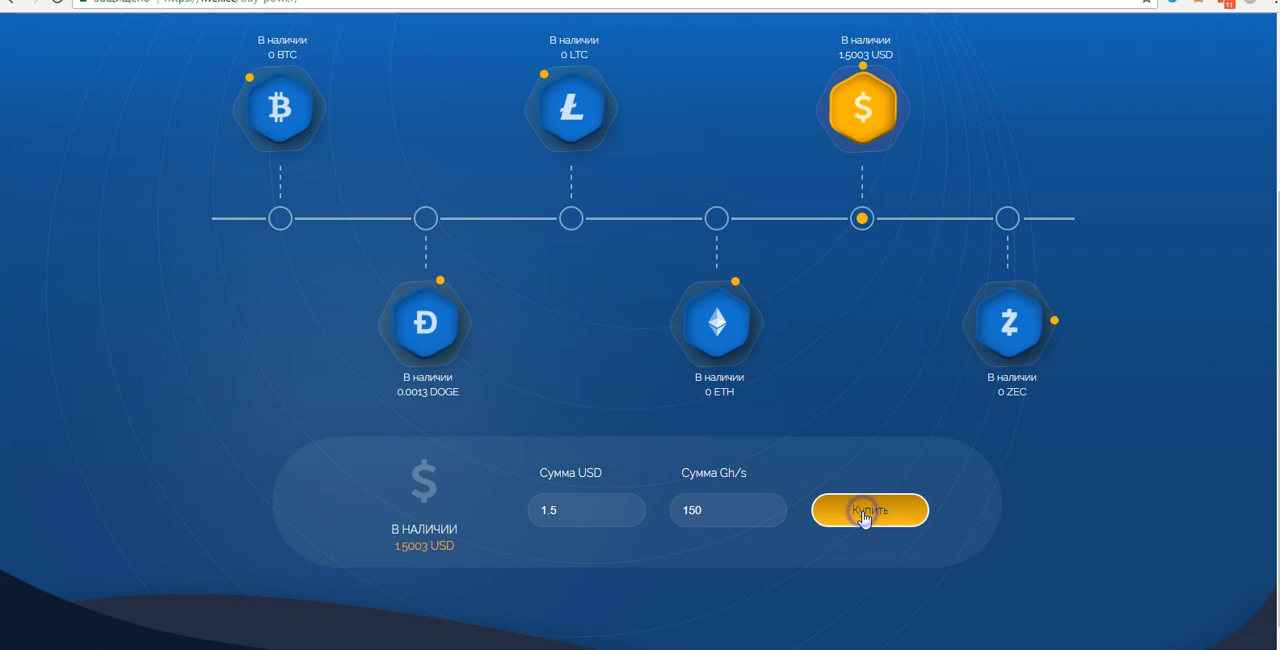 11
В наличии
0 BTC
В наличии
0 LTC
В наличии
1.5003 USD
В наличии
0.0013 DOGE
В наличии
0 ETH
В наличии
0 ZEC
Сумма USD
Сумма Gh/s
1.5
150
Купить
В НАЛИЧИИ
1.5003 USD